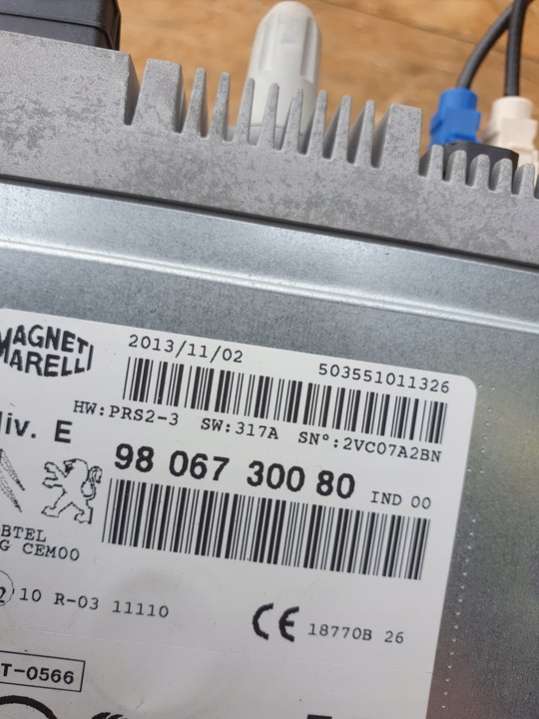 MAGNETI
MARELLI
2013/11/02
503551011326
HW:PRS2-3 SW:317A SN°:2VC07A2BN
iv. E
98 067 300 80 IND 00
BTEL
G CEM00
10 R-03 11110
CE 18770B 26
T-0566